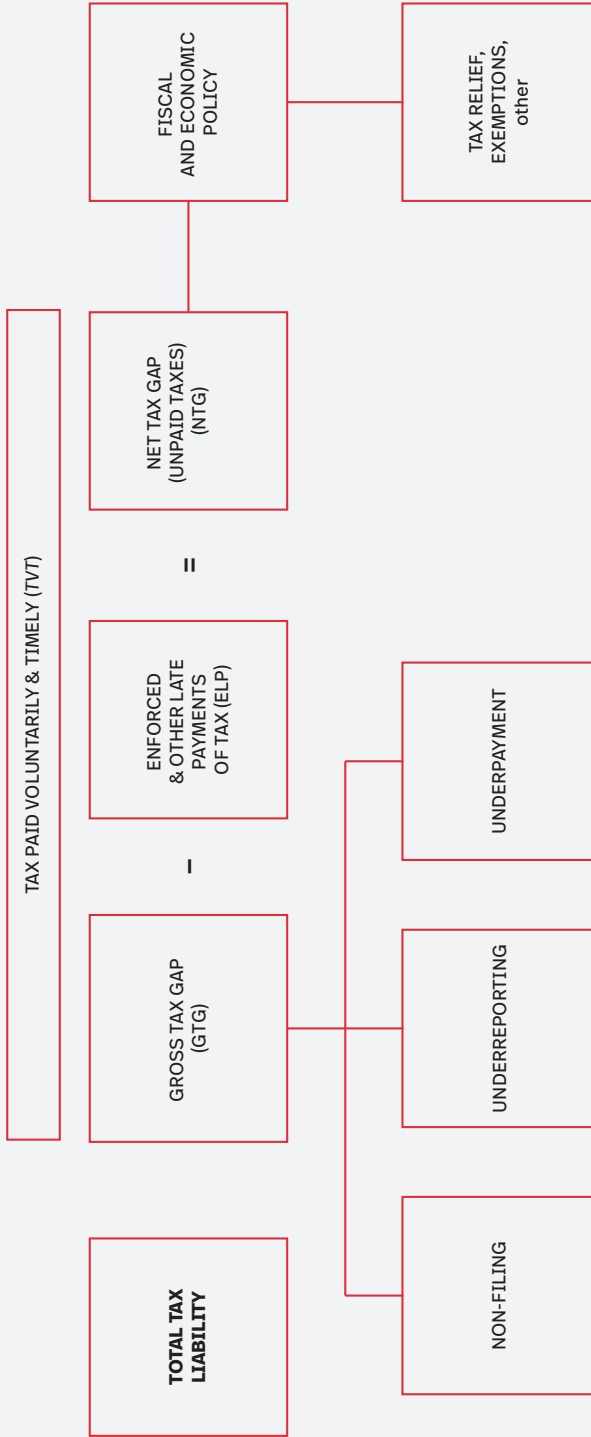 TAX PAID VOLUNTARILY & TIMELY (TVT)
TOTAL TAX
LIABILITY
GROSS TAX GAP
(GTG)
–
ENFORCED
& OTHER LATE
PAYMENTS
OF TAX (ELP)
=
NET TAX GAP
(UNPAID TAXES)
(NTG)
FISCAL
AND ECONOMIC
POLICY
NON-FILING
UNDERREPORTING
UNDERPAYMENT
TAX RELIEF,
EXEMPTIONS,
other